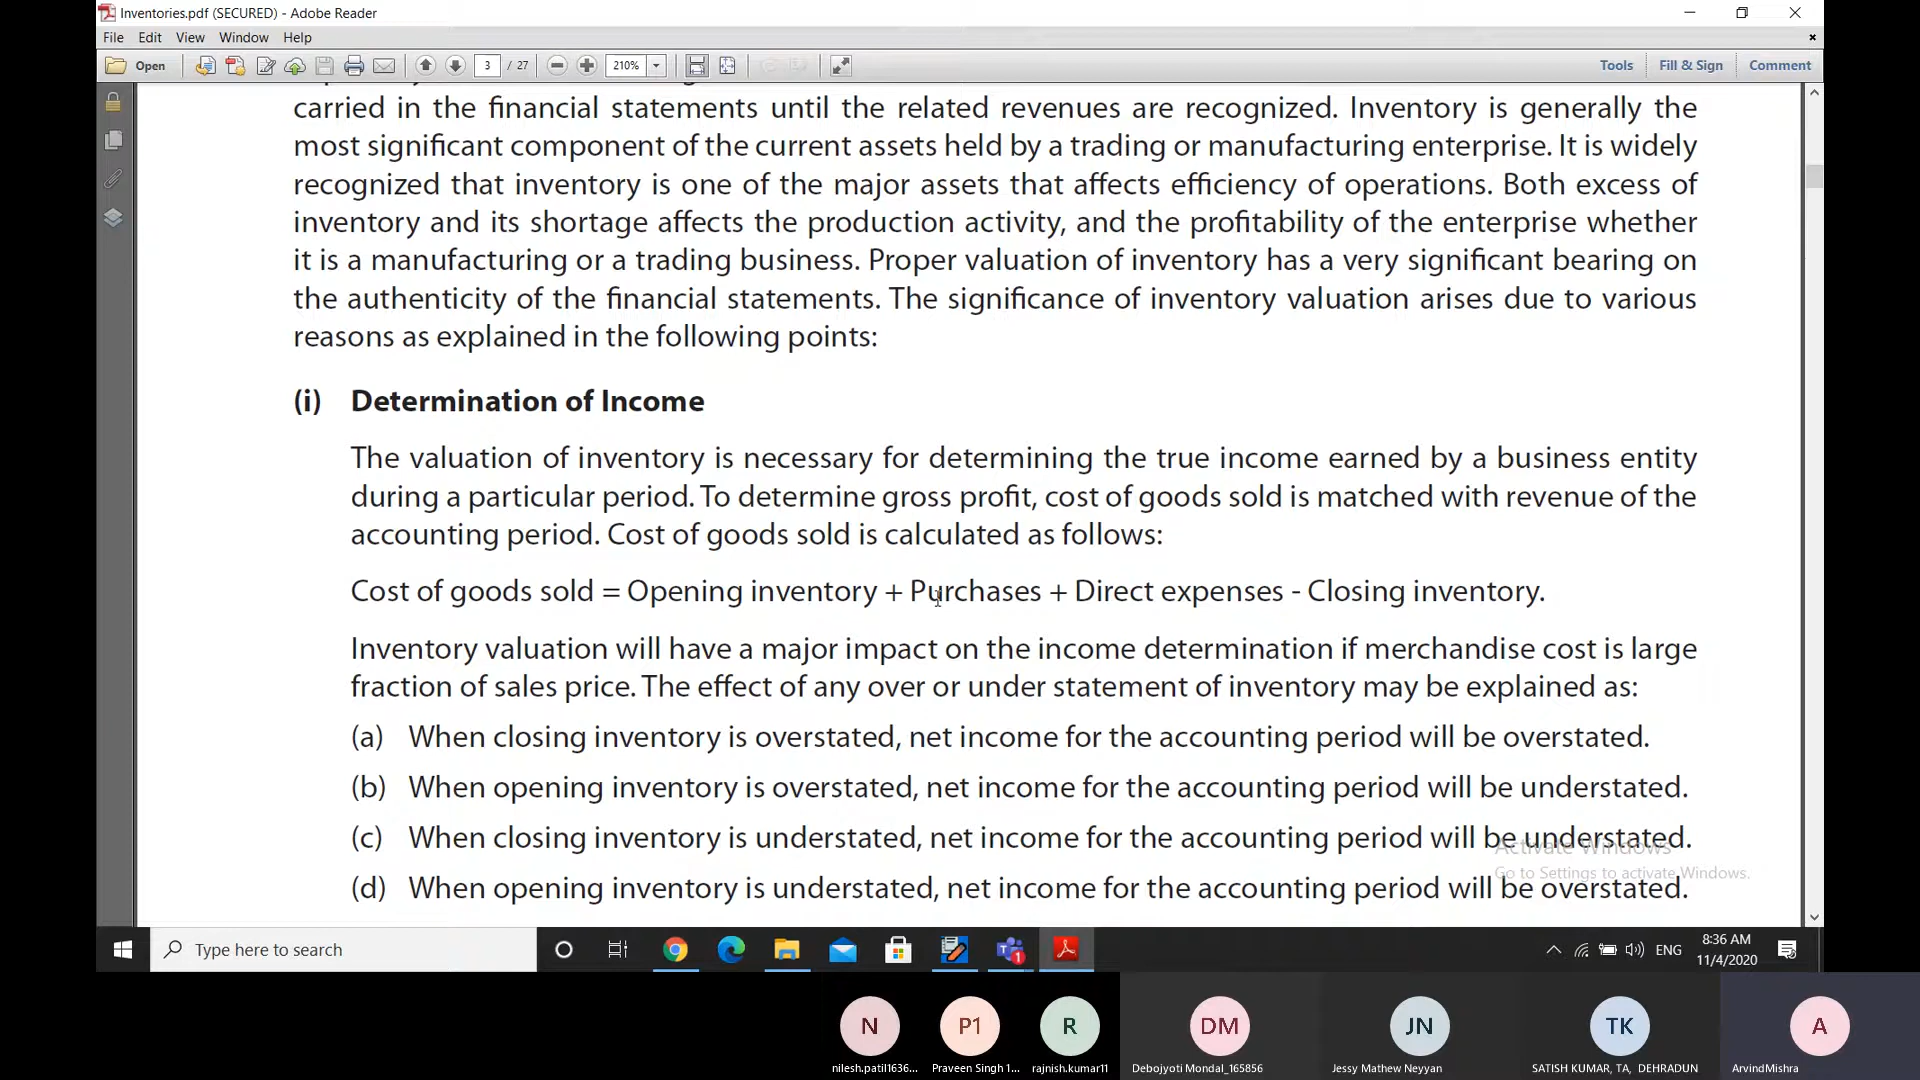 Inventories.pdf (SECURED) - Adobe Reader
File Edit View Window Help
Open 3 / 27 210% Tools Fill & Sign Comment
carried in the financial statements until the related revenues are recognized. Inventory is generally the
most significant component of the current assets held by a trading or manufacturing enterprise. It is widely
recognized that inventory is one of the major assets that affects efficiency of operations. Both excess of
inventory and its shortage affects the production activity, and the profitability of the enterprise whether
it is a manufacturing or a trading business. Proper valuation of inventory has a very significant bearing on
the authenticity of the financial statements. The significance of inventory valuation arises due to various
reasons as explained in the following points:
(i) Determination of Income
The valuation of inventory is necessary for determining the true income earned by a business entity
during a particular period. To determine gross profit, cost of goods sold is matched with revenue of the
accounting period. Cost of goods sold is calculated as follows:
Cost of goods sold = Opening inventory + Purchases + Direct expenses - Closing inventory.
Inventory valuation will have a major impact on the income determination if merchandise cost is large
fraction of sales price. The effect of any over or under statement of inventory may be explained as:
(a) When closing inventory is overstated, net income for the accounting period will be overstated.
(b) When opening inventory is overstated, net income for the accounting period will be understated.
(c) When closing inventory is understated, net income for the accounting period will be understated.
Activate Windows
Go to Settings to activate Windows.
(d) When opening inventory is understated, net income for the accounting period will be overstated.
Type here to search
1
ENG
8:36 AM
11/4/2020
N P1 R DM JN TK A
nilesh.patil1636... Praveen Singh 1... rajnish.kumar11 Debojyoti Mondal_165856 Jessy Mathew Neyyan SATISH KUMAR, TA, DEHRADUN ArvindMishra